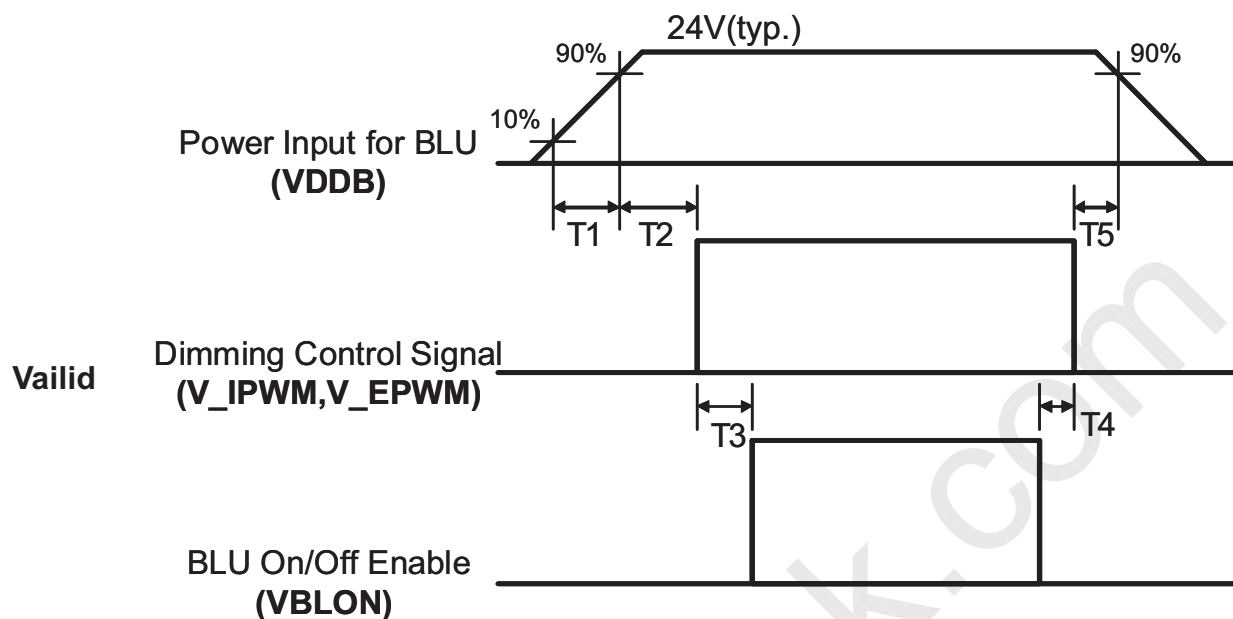 24V(typ.)
90%
90%
10%
Power Input for BLU
(VDDB)
T1
T2
T5
Dimming Control Signal
(V_IPWM,V_EPWM)
Vailid
T3
T4
BLU On/Off Enable
(VBLON)
k.com